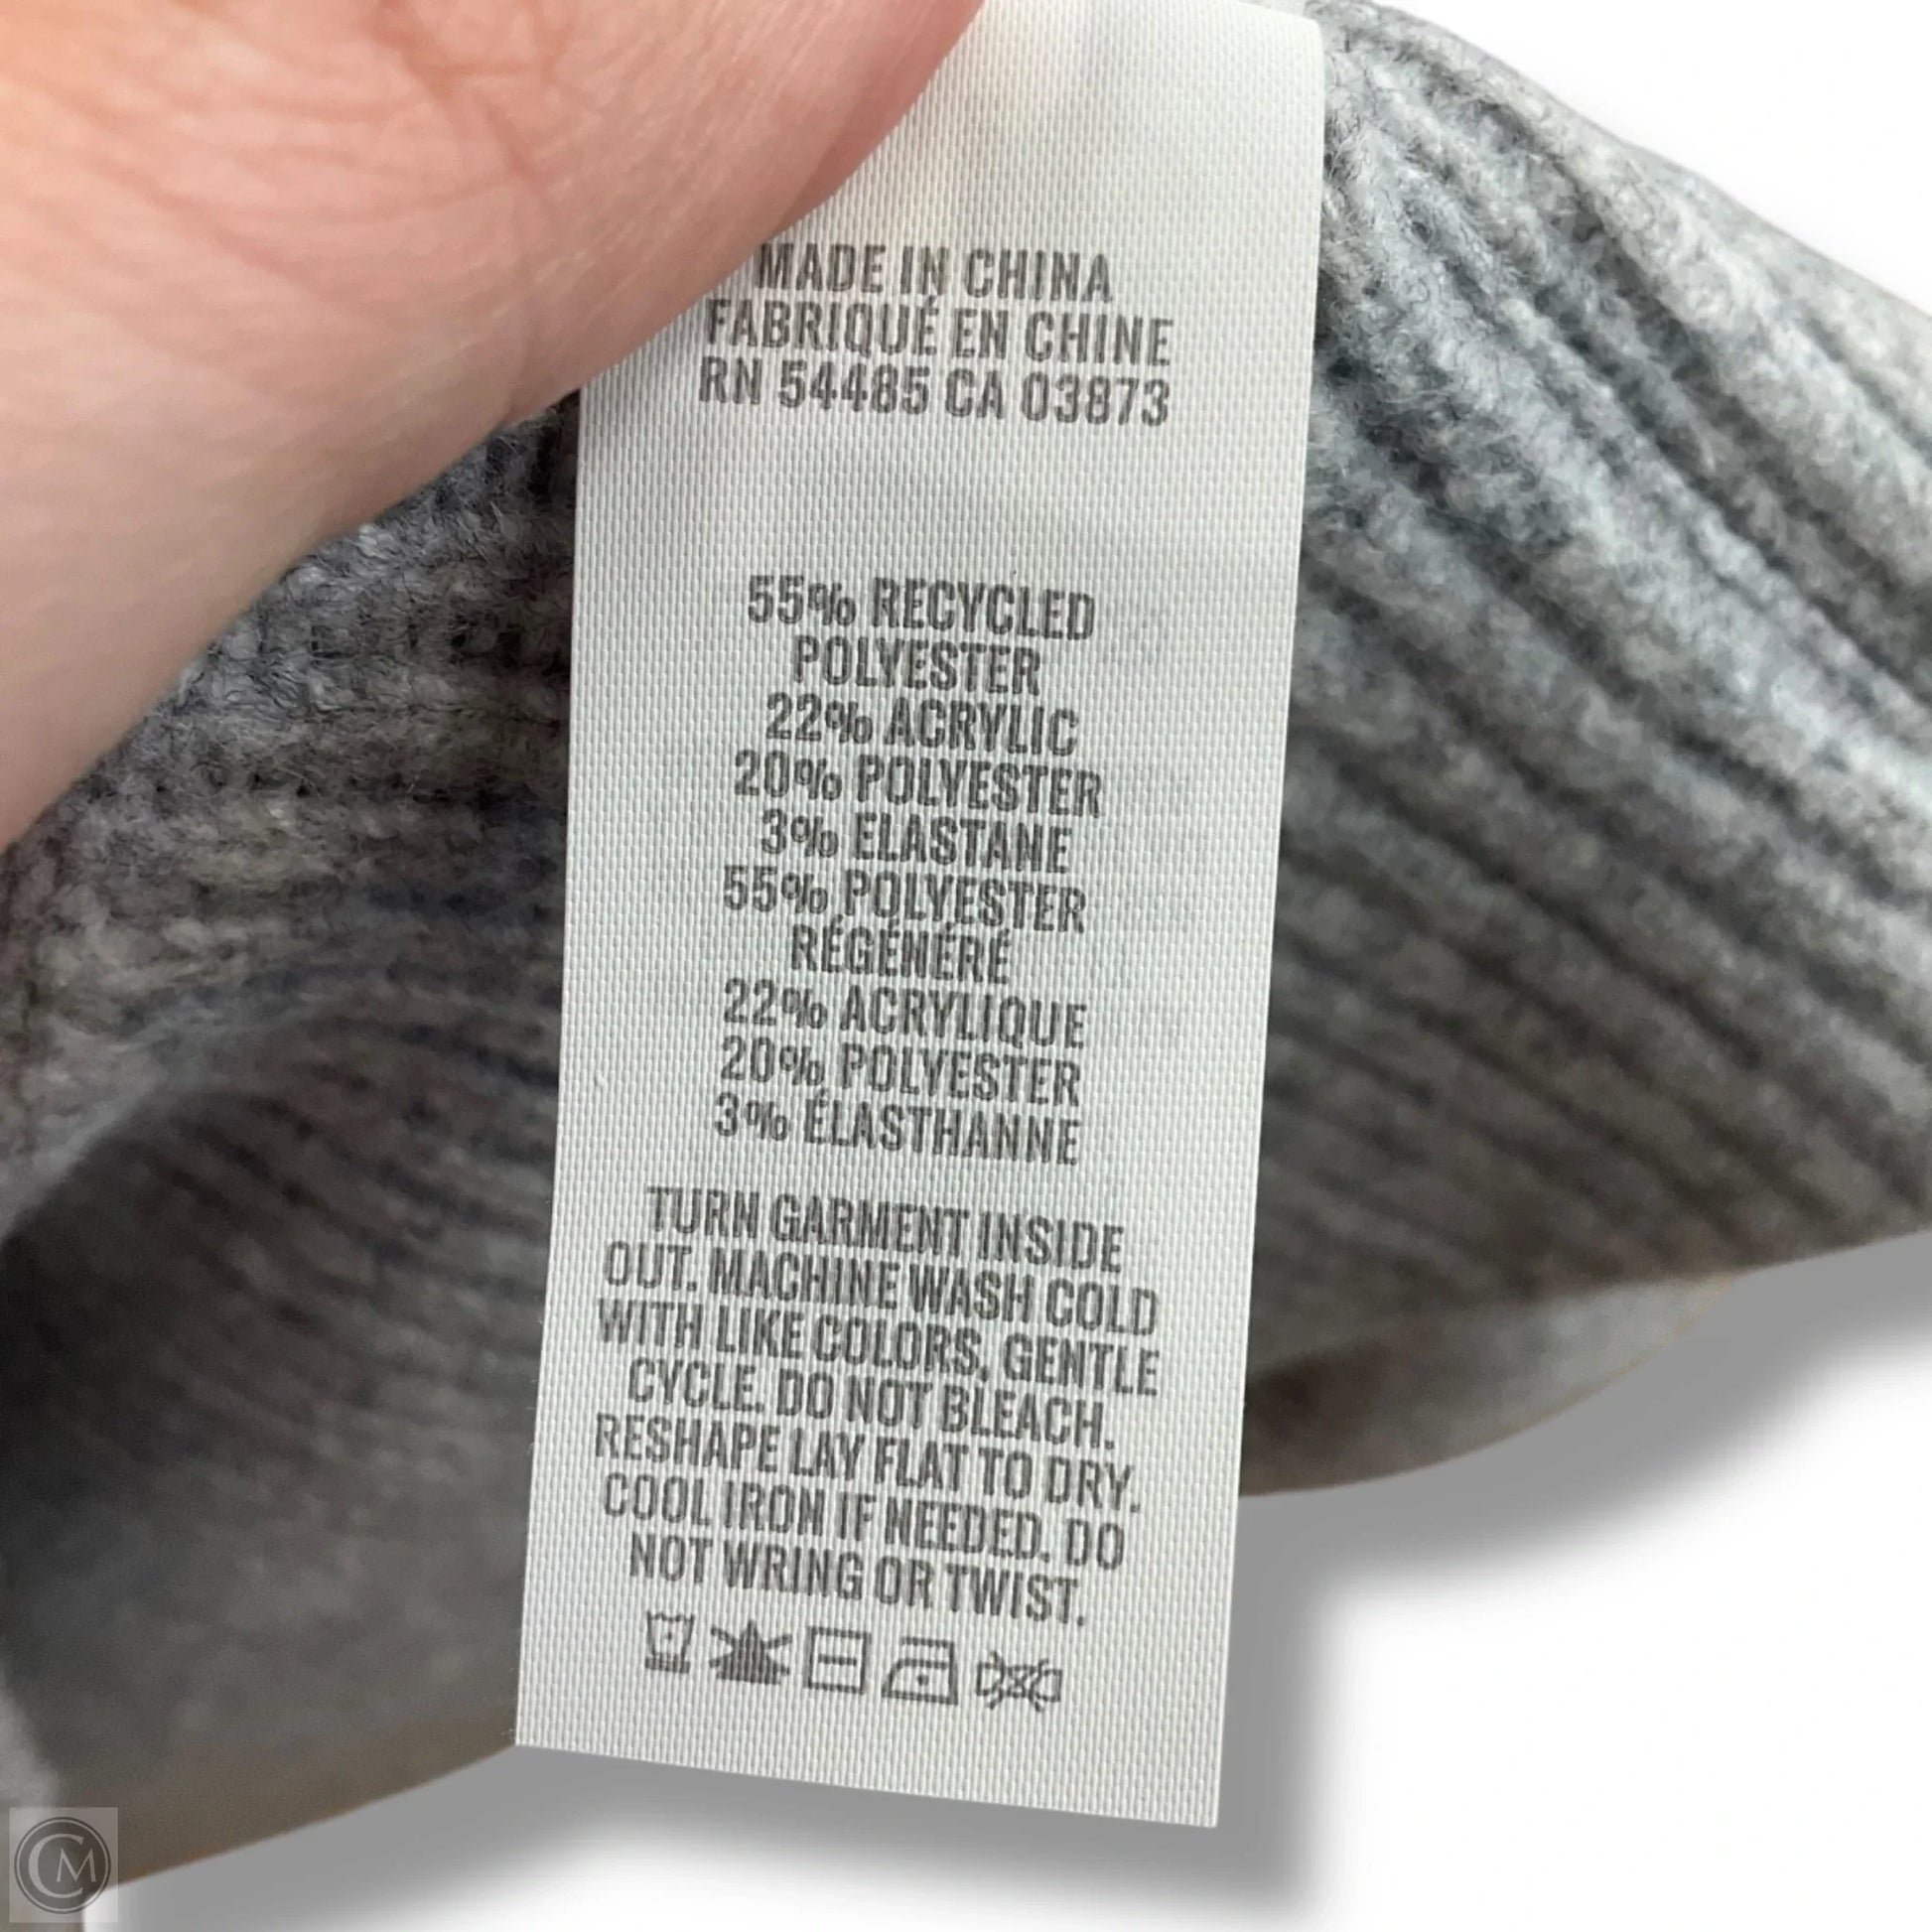 MADE IN CHINA
FABRIQUÉ EN CHINE
RN 54485 CA 03873
55% RECYCLED
POLYESTER
22% ACRYLIC
20% POLYESTER
3% ELASTANE
55% POLYESTER
RÉGÉNÉRÉ
22% ACRYLIQUE
20% POLYESTER
3% ÉLASTHANNE
TURN GARMENT INSIDE
OUT. MACHINE WASH COLD
WITH LIKE COLORS, GENTLE
CYCLE. DO NOT BLEACH.
RESHAPE LAY FLAT TO DRY.
COOL IRON IF NEEDED. DO
NOT WRING OR TWIST.
CM